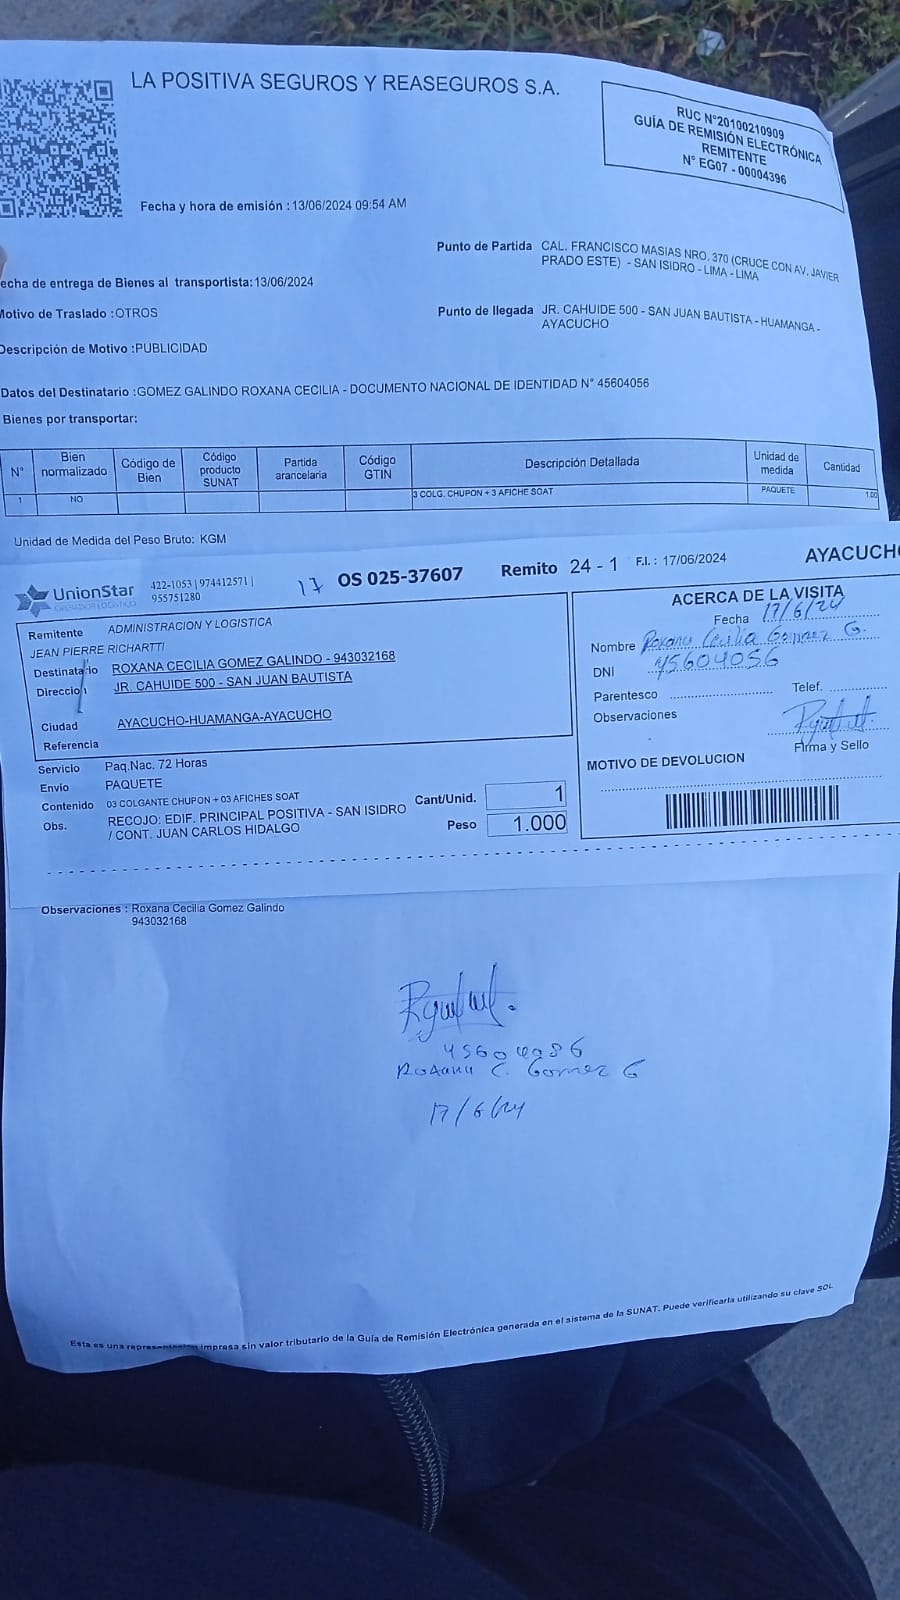 LA POSITIVA SEGUROS Y REASEGUROS S.A.
RUC N°20100210909
GUÍA DE REMISIÓN ELECTRÓNICA
REMITENTE
N° EG07 - 00004396
Fecha y hora de emisión : 13/06/2024 09:54 AM
Punto de Partida CAL. FRANCISCO MASIAS NRO. 370 (CRUCE CON AV. JAVIER
PRADO ESTE) - SAN ISIDRO - LIMA - LIMA
echa de entrega de Bienes al transportista: 13/06/2024
Motivo de Traslado : OTROS
Punto de llegada JR. CAHUIDE 500 - SAN JUAN BAUTISTA - HUAMANGA -
AYACUCHO
Descripción de Motivo : PUBLICIDAD
Datos del Destinatario : GOMEZ GALINDO ROXANA CECILIA - DOCUMENTO NACIONAL DE IDENTIDAD N° 45604056
Bienes por transportar:
N° Bien normalizado Código de Bien Código producto SUNAT Partida arancelaria Código GTIN Descripción Detallada Unidad de medida Cantidad
1 NO 3 COLG. CHUPON + 3 AFICHE SOAT PAQUETE 1.00
Unidad de Medida del Peso Bruto: KGM
UnionStar
OPERADOR LOGÍSTICO
422-1053 | 974412571 |
955751280
17 OS 025-37607 Remito 24 - 1 F.I.: 17/06/2024 AYACUCHO
Remitente ADMINISTRACION Y LOGISTICA
JEAN PIERRE RICHARTTI
Destinatario ROXANA CECILIA GOMEZ GALINDO - 943032168
Direccion JR. CAHUIDE 500 - SAN JUAN BAUTISTA
Ciudad AYACUCHO-HUAMANGA-AYACUCHO
Referencia
Servicio Paq.Nac. 72 Horas
Envio PAQUETE
Contenido 03 COLGANTE CHUPON + 03 AFICHES SOAT
Obs. RECOJO: EDIF. PRINCIPAL POSITIVA - SAN ISIDRO
/ CONT. JUAN CARLOS HIDALGO
Cant/Unid. 1
Peso 1.000
ACERCA DE LA VISITA
Fecha 17/6/24
Nombre Roxana Cecilia Gomez G.
DNI 45604056
Parentesco Telef.
Observaciones
Firma y Sello
MOTIVO DE DEVOLUCION
Observaciones : Roxana Cecilia Gomez Galindo
943032168
45604056
Roxana C. Gomez G
17/6/24
Esta es una representación impresa sin valor tributario de la Guía de Remisión Electrónica generada en el sistema de la SUNAT. Puede verificarla utilizando su clave SOL